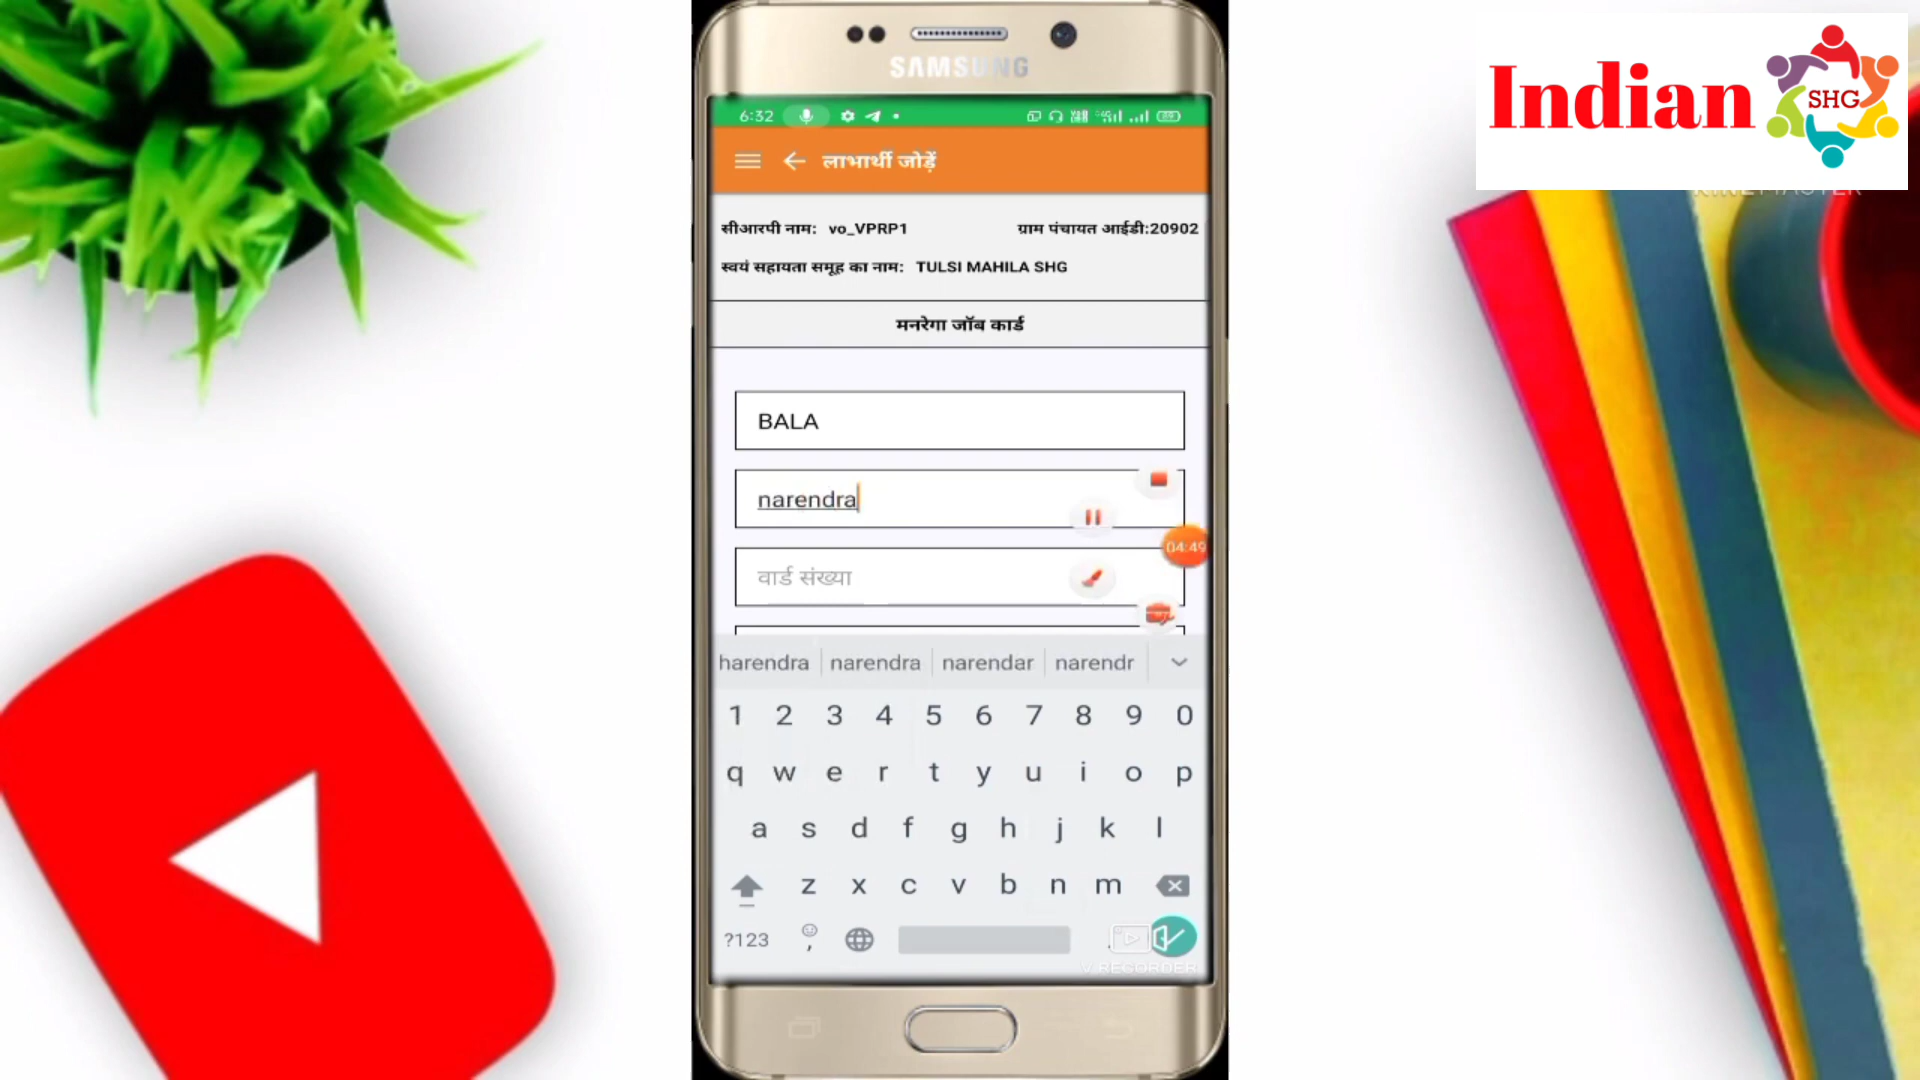 SAMSUNG
Indian
SHG
6:32
लाभार्थी जोड़ें
सीआरपी नाम: vo_VPRP1 ग्राम पंचायत आईडी:20902
स्वयं सहायता समूह का नाम: TULSI MAHILA SHG
मनरेगा जॉब कार्ड
BALA
narendra
04:49
वार्ड संख्या
harendra narendra narendar narendr
1 2 3 4 5 6 7 8 9 0
q w e r t y u i o p
a s d f g h j k l
z x c v b n m
?123 , .
V RECORDER